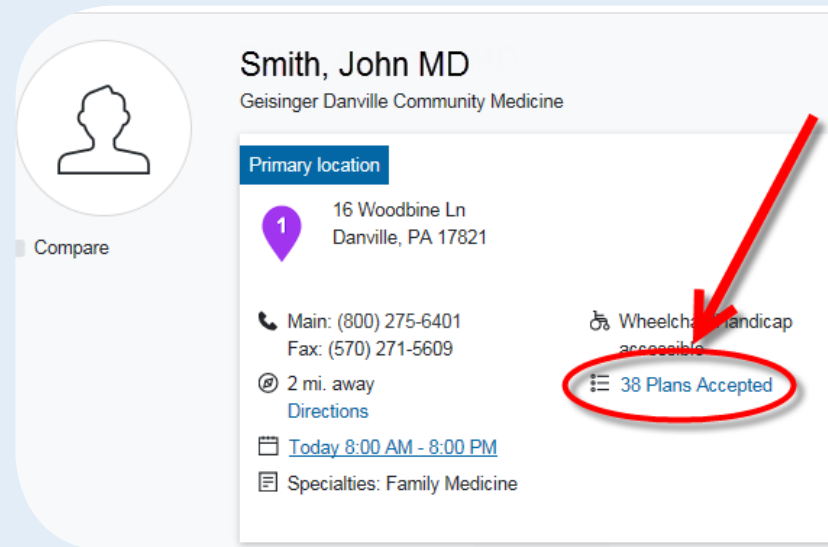 Smith, John MD
Geisinger Danville Community Medicine
Primary location
1
16 Woodbine Ln
Danville, PA 17821
Compare
Main: (800) 275-6401
Fax: (570) 271-5609
2 mi. away
Directions
Today 8:00 AM - 8:00 PM
Specialties: Family Medicine
Handicap
accessible
38 Plans Accepted